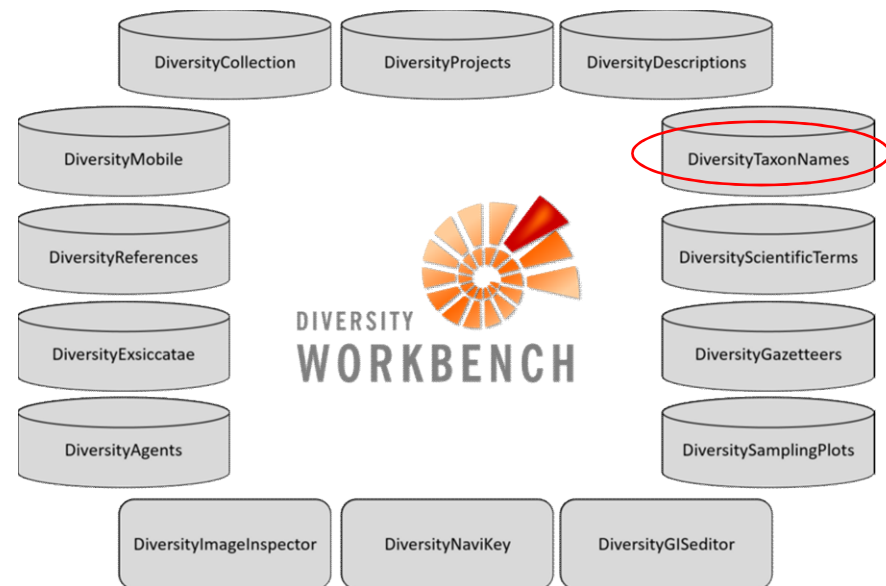 DiversityCollection
DiversityProjects
DiversityDescriptions
DiversityMobile
DiversityTaxonNames
DiversityReferences
DiversityScientificTerms
DIVERSITY
WORKBENCH
DiversityExsiccatae
DiversityGazetteers
DiversityAgents
DiversitySamplingPlots
DiversityImageInspector
DiversityNaviKey
DiversityGISeditor